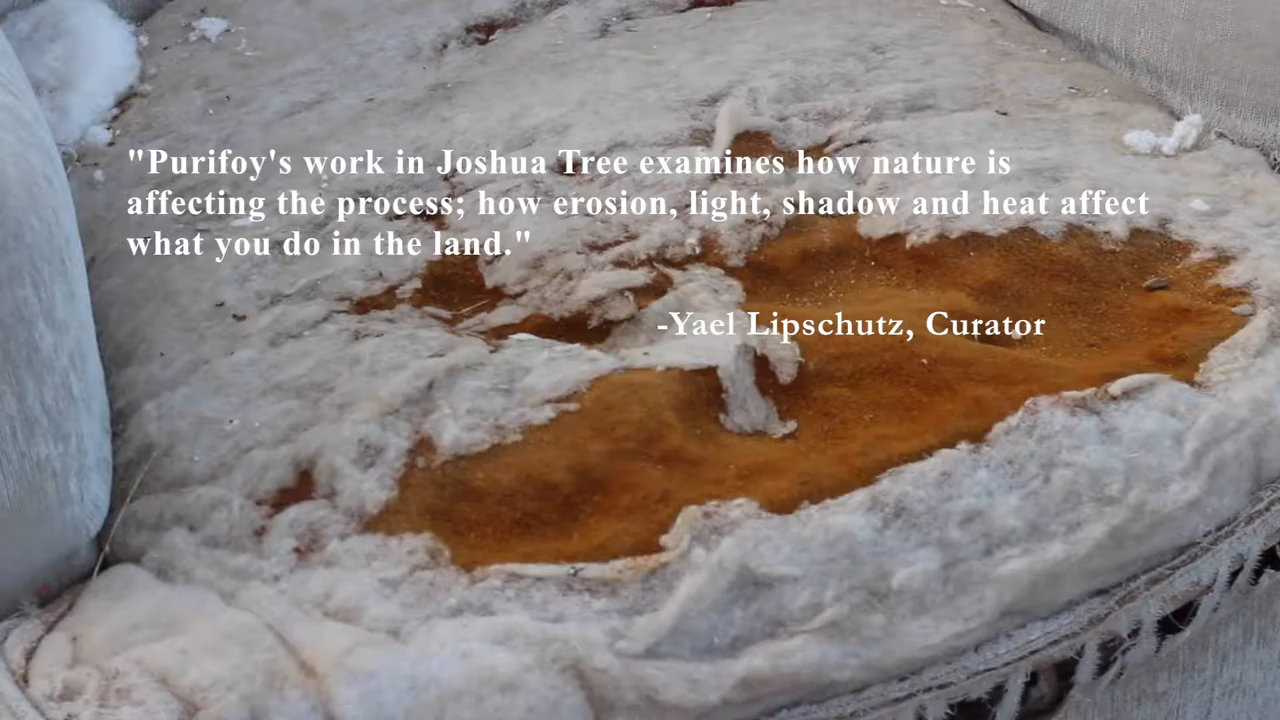 "Purifoy's work in Joshua Tree examines how nature is
affecting the process; how erosion, light, shadow and heat affect
what you do in the land."
-Yael Lipschutz, Curator